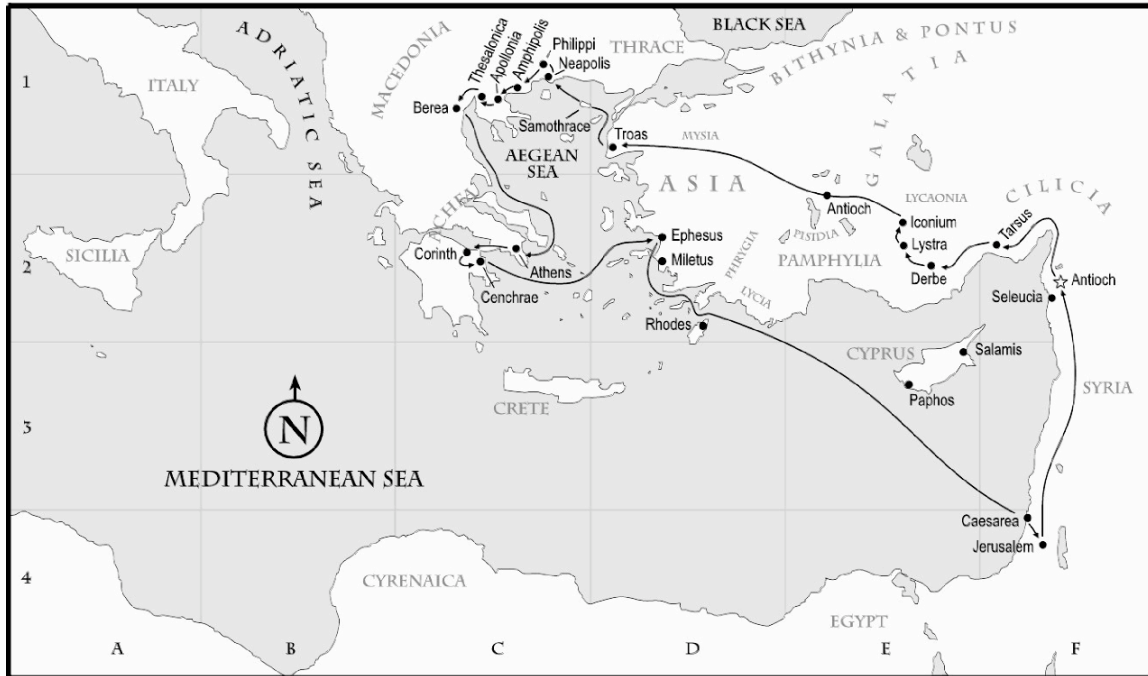 BLACK SEA
ADRIATIC SEA
ITALY
MACEDONIA
Thesalonica
Apollonia
Amphipolis
Philippi
Neapolis
THRACE
BITHYNIA & PONTUS
GALATIA
1
Berea
Samothrace
Troas
MYSIA
AEGEAN
SEA
ASIA
Antioch
LYCAONIA
CILICIA
ACHEA
Iconium
Tarsus
SICILIA
Corinth
Ephesus
PISIDIA
Lystra
2
Athens
Miletus
PHRYGIA
PAMPHYLIA
Derbe
Antioch
Cenchrae
LYCIA
Seleucia
Rhodes
CYPRUS
Salamis
CRETE
Paphos
SYRIA
3
N
MEDITERRANEAN SEA
Caesarea
Jerusalem
4
CYRENAICA
EGYPT
A
B
C
D
E
F